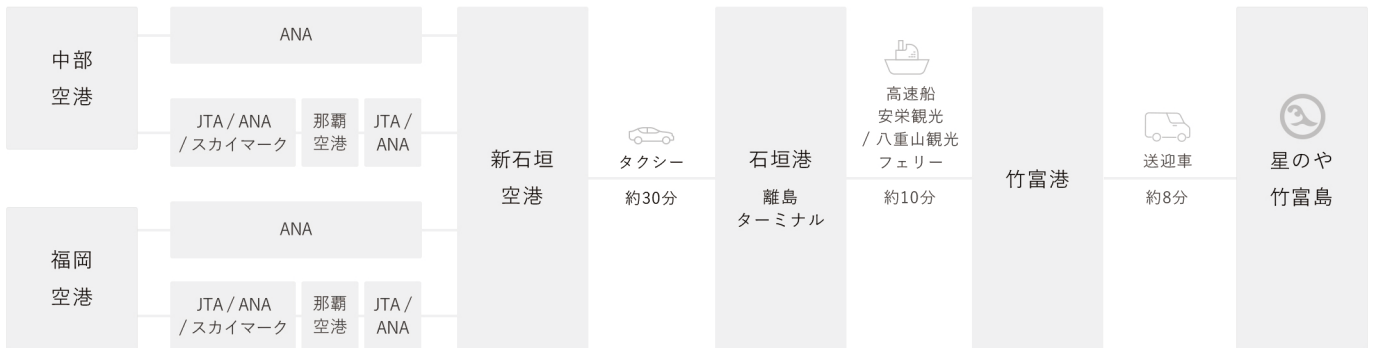 中部
空港
ANA
JTA / ANA
/ スカイマーク
那覇
空港
JTA /
ANA
福岡
空港
ANA
JTA / ANA
/ スカイマーク
那覇
空港
JTA /
ANA
新石垣
空港
タクシー
約30分
石垣港
離島
ターミナル
高速船
安栄観光
/ 八重山観光
フェリー
約10分
竹富港
送迎車
約8分
星のや
竹富島